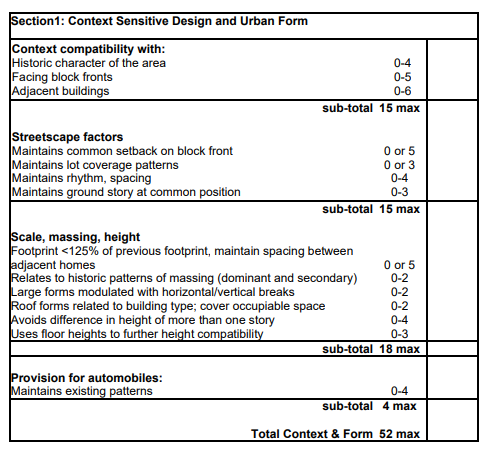 Section1: Context Sensitive Design and Urban Form
Context compatibility with:
Historic character of the area 0-4
Facing block fronts 0-5
Adjacent buildings 0-6
sub-total 15 max
Streetscape factors
Maintains common setback on block front 0 or 5
Maintains lot coverage patterns 0 or 3
Maintains rhythm, spacing 0-4
Maintains ground story at common position 0-3
sub-total 15 max
Scale, massing, height
Footprint <125% of previous footprint, maintain spacing between
adjacent homes 0 or 5
Relates to historic patterns of massing (dominant and secondary) 0-2
Large forms modulated with horizontal/vertical breaks 0-2
Roof forms related to building type; cover occupiable space 0-2
Avoids difference in height of more than one story 0-4
Uses floor heights to further height compatibility 0-3
sub-total 18 max
Provision for automobiles:
Maintains existing patterns 0-4
sub-total 4 max
Total Context & Form 52 max